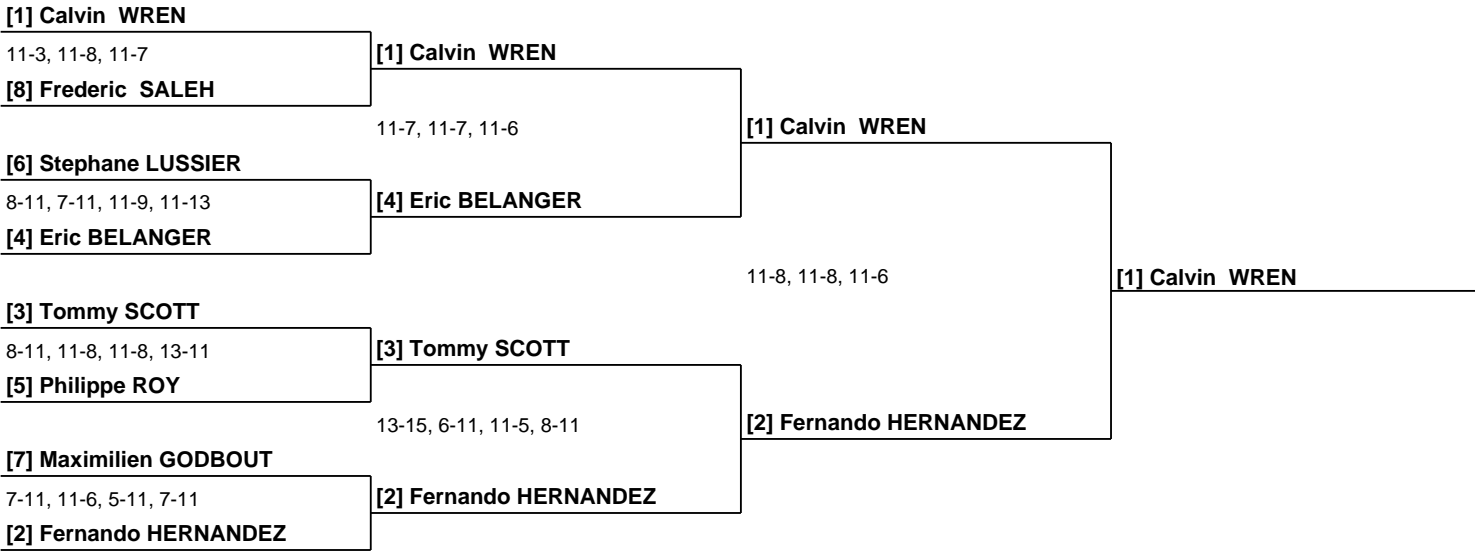 [1] Calvin  WREN
11-3, 11-8, 11-7
[1] Calvin  WREN
[8] Frederic  SALEH
11-7, 11-7, 11-6
[1] Calvin  WREN
[6] Stephane LUSSIER
8-11, 7-11, 11-9, 11-13
[4] Eric BELANGER
[4] Eric BELANGER
11-8, 11-8, 11-6
[1] Calvin  WREN
[3] Tommy SCOTT
8-11, 11-8, 11-8, 13-11
[3] Tommy SCOTT
[5] Philippe ROY
13-15, 6-11, 11-5, 8-11
[2] Fernando HERNANDEZ
[7] Maximilien GODBOUT
7-11, 11-6, 5-11, 7-11
[2] Fernando HERNANDEZ
[2] Fernando HERNANDEZ